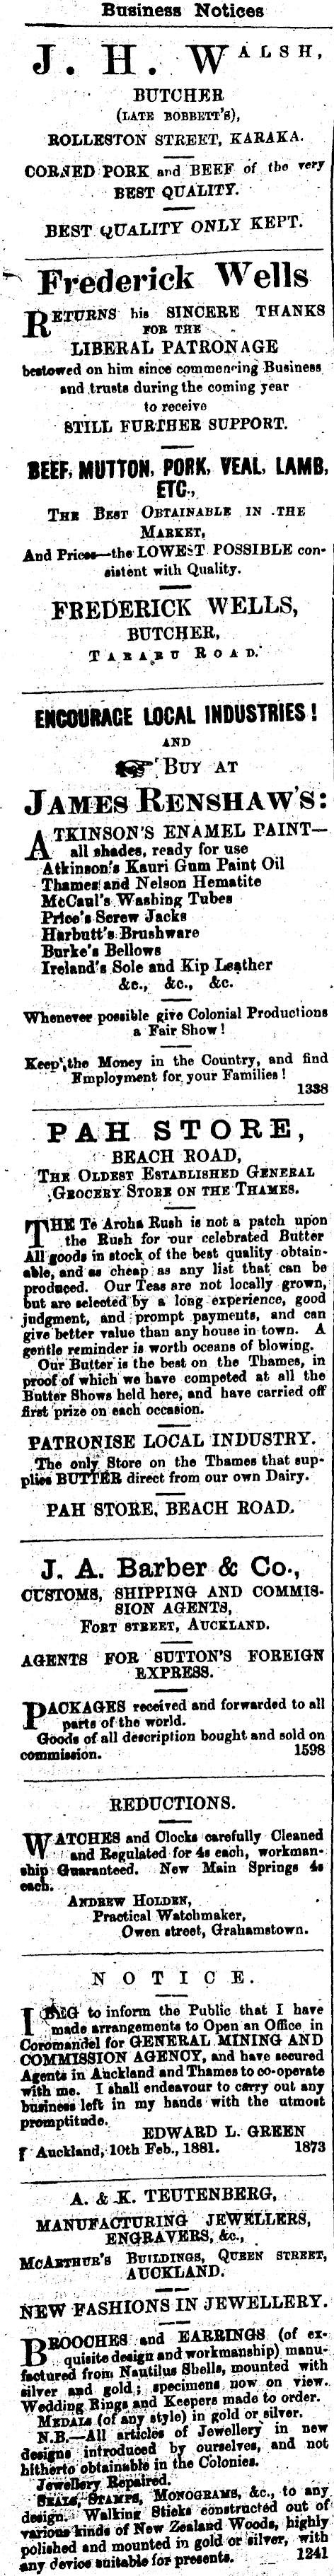 Business Notices
J. H. WALSH,
BUTCHER
(LATE BOBBETT'S),
ROLLESTON STREET, KARAKA.
CORNED PORK and BEEF of the very
BEST QUALITY.
BEST QUALITY ONLY KEPT.
Frederick Wells
RETURNS his SINCERE THANKS
FOR THE
LIBERAL PATRONAGE
bestowed on him since commencing Business
and trusts during the coming year
to receive
STILL FURTHER SUPPORT.
BEEF, MUTTON, PORK, VEAL, LAMB,
ETC.,
THE BEST OBTAINABLE IN THE
MARKET,
And Prices—the LOWEST POSSIBLE con-
sistent with Quality.
FREDERICK WELLS,
BUTCHER,
TARARU ROAD.
ENCOURAGE LOCAL INDUSTRIES!
AND
BUY AT
JAMES RENSHAW'S:
ATKINSON'S ENAMEL PAINT—
all shades, ready for use
Atkinson's Kauri Gum Paint Oil
Thames and Nelson Hematite
McCaul's Washing Tubes
Price's Screw Jacks
Harbutt's Brushware
Burke's Bellows
Ireland's Sole and Kip Leather
&c., &c., &c.
Whenever possible give Colonial Productions
a Fair Show!
Keep the Money in the Country, and find
Employment for your Families!
1338
PAH STORE,
BEACH ROAD,
THE OLDEST ESTABLISHED GENERAL
GROCERY STORE ON THE THAMES.
THE Te Aroha Rush is not a patch upon
the Rush for our celebrated Butter
All goods in stock of the best quality obtain-
able, and as cheap as any list that can be
produced. Our Teas are not locally grown,
but are selected by a long experience, good
judgment, and prompt payments, and can
give better value than any house in town. A
gentle reminder is worth oceans of blowing.
Our Butter is the best on the Thames, in
proof of which we have competed at all the
Butter Shows held here, and have carried off
first prize on each occasion.
PATRONISE LOCAL INDUSTRY.
The only Store on the Thames that sup-
plies BUTTER direct from our own Dairy.
PAH STORE, BEACH ROAD.
J. A. Barber & Co.,
CUSTOMS, SHIPPING AND COMMIS-
SION AGENTS,
FORT STREET, AUCKLAND.
AGENTS FOR SUTTON'S FOREIGN
EXPRESS.
PACKAGES received and forwarded to all
parts of the world.
Goods of all description bought and sold on
commission. 1598
REDUCTIONS.
WATCHES and Clocks carefully Cleaned
and Regulated for 4s each, workman-
ship Guaranteed. New Main Springs 4s
each.
ANDREW HOLDEN,
Practical Watchmaker,
Owen street, Grahamstown.
NOTICE.
I BEG to inform the Public that I have
made arrangements to Open an Office in
Coromandel for GENERAL MINING AND
COMMISSION AGENCY, and have secured
Agents in Auckland and Thames to co-operate
with me. I shall endeavour to carry out any
business left in my hands with the utmost
promptitude.
EDWARD L. GREEN
Auckland, 10th Feb., 1881. 1873
A. & K. TEUTENBERG,
MANUFACTURING JEWELLERS,
ENGRAVERS, &c.,
MCARTHUR'S BUILDINGS, QUEEN STREET,
AUCKLAND.
NEW FASHIONS IN JEWELLERY.
BROOCHES and EARRINGS (of ex-
quisite design and workmanship) manu-
factured from Nautilus Shells, mounted with
silver and gold; specimens now on view.
Wedding Rings and Keepers made to order.
MEDALS (of any style) in gold or silver.
N.B.—All articles of Jewellery in new
designs introduced by ourselves, and not
hitherto obtainable in the Colonies.
Jewellery Repaired.
SEALS, STAMPS, MONOGRAMS, &c., to any
design. Walking Sticks constructed out of
various kinds of New Zealand Woods, highly
polished and mounted in gold or silver, with
any device suitable for presents. 1241